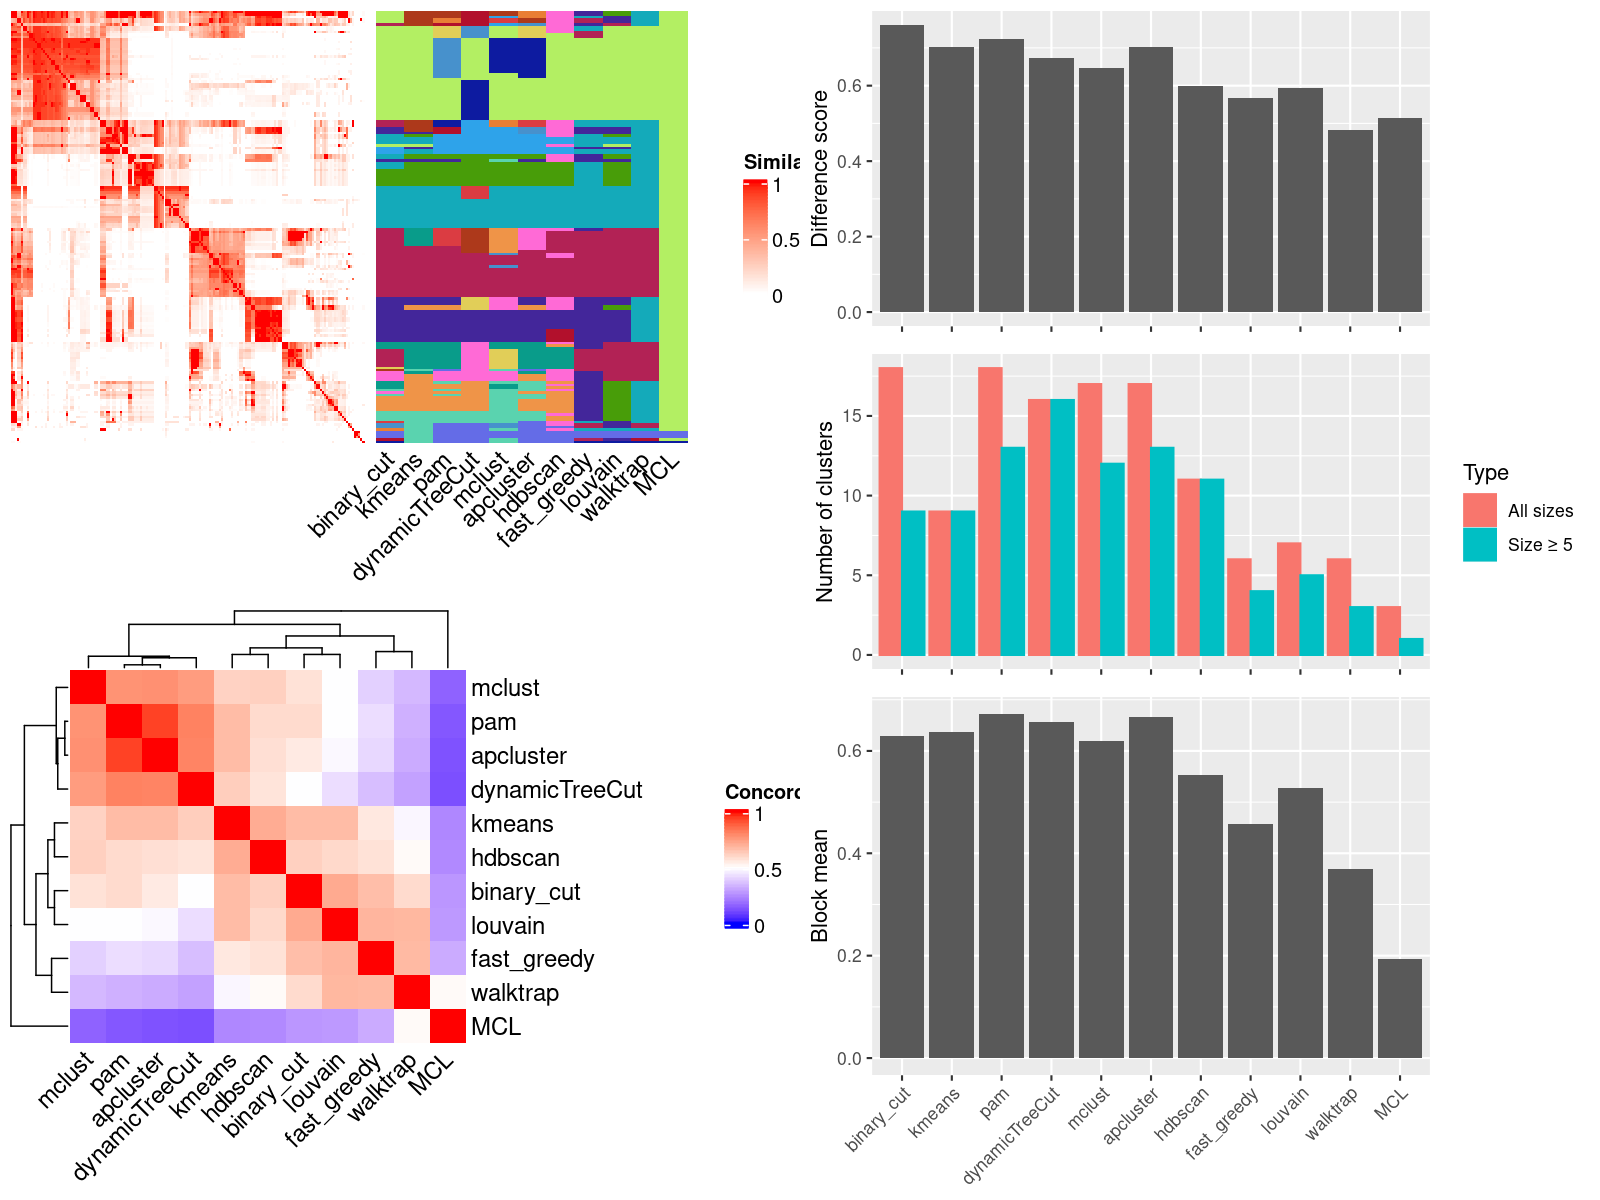 Simila
1
0.5
0
binary_cut
kmeans
pam
dynamicTreeCut
mclust
apcluster
hdbscan
fast_greedy
louvain
walktrap
MCL
mclust
pam
apcluster
dynamicTreeCut
kmeans
hdbscan
binary_cut
louvain
fast_greedy
walktrap
MCL
mclust
pam
apcluster
dynamicTreeCut
kmeans
hdbscan
binary_cut
louvain
fast_greedy
walktrap
MCL
Concord
1
0.5
0
Difference score
0.6
0.4
0.2
0.0
Number of clusters
15
10
5
0
Type
All sizes
Size ≥ 5
Block mean
0.6
0.4
0.2
0.0
binary_cut
kmeans
pam
dynamicTreeCut
mclust
apcluster
hdbscan
fast_greedy
louvain
walktrap
MCL